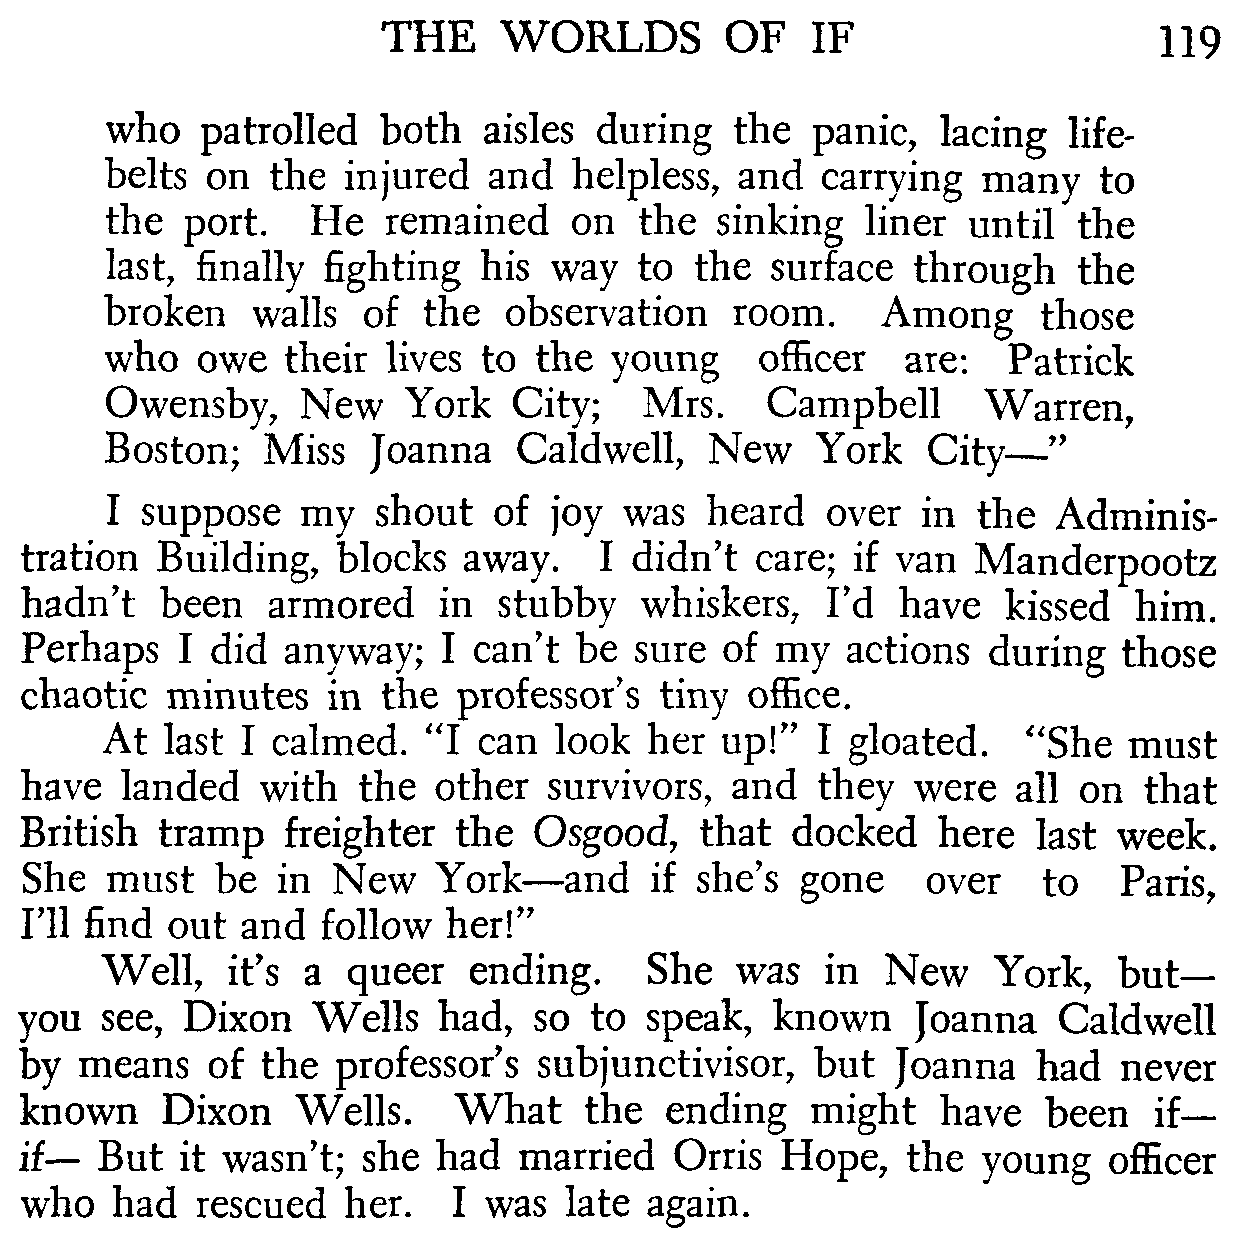 THE WORLDS OF IF 119
who patrolled both aisles during the panic, lacing life-
belts on the injured and helpless, and carrying many to
the port. He remained on the sinking liner until the
last, finally fighting his way to the surface through the
broken walls of the observation room. Among those
who owe their lives to the young officer are: Patrick
Owensby, New York City; Mrs. Campbell Warren,
Boston; Miss Joanna Caldwell, New York City—”
I suppose my shout of joy was heard over in the Adminis-
tration Building, blocks away. I didn’t care; if van Manderpootz
hadn’t been armored in stubby whiskers, I’d have kissed him.
Perhaps I did anyway; I can’t be sure of my actions during those
chaotic minutes in the professor’s tiny office.
At last I calmed. “I can look her up!” I gloated. “She must
have landed with the other survivors, and they were all on that
British tramp freighter the Osgood, that docked here last week.
She must be in New York—and if she’s gone over to Paris,
I’ll find out and follow her!”
Well, it’s a queer ending. She was in New York, but—
you see, Dixon Wells had, so to speak, known Joanna Caldwell
by means of the professor’s subjunctivisor, but Joanna had never
known Dixon Wells. What the ending might have been if—
if— But it wasn’t; she had married Orris Hope, the young officer
who had rescued her. I was late again.